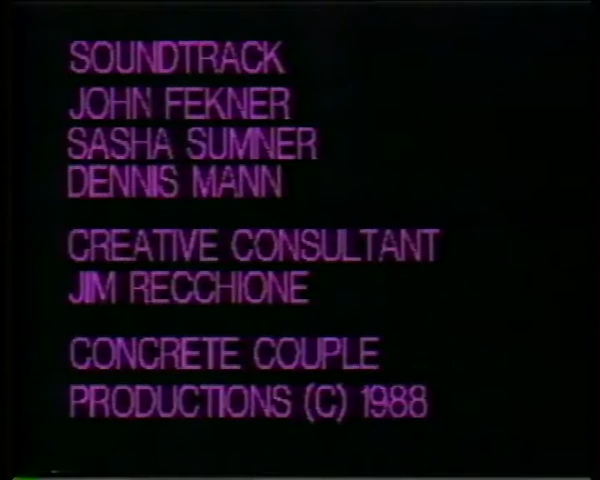 SOUNDTRACK
JOHN FEKNER
SASHA SUMNER
DENNIS MANN
CREATIVE CONSULTANT
JIM RECCHIONE
CONCRETE COUPLE
PRODUCTIONS (C) 1988